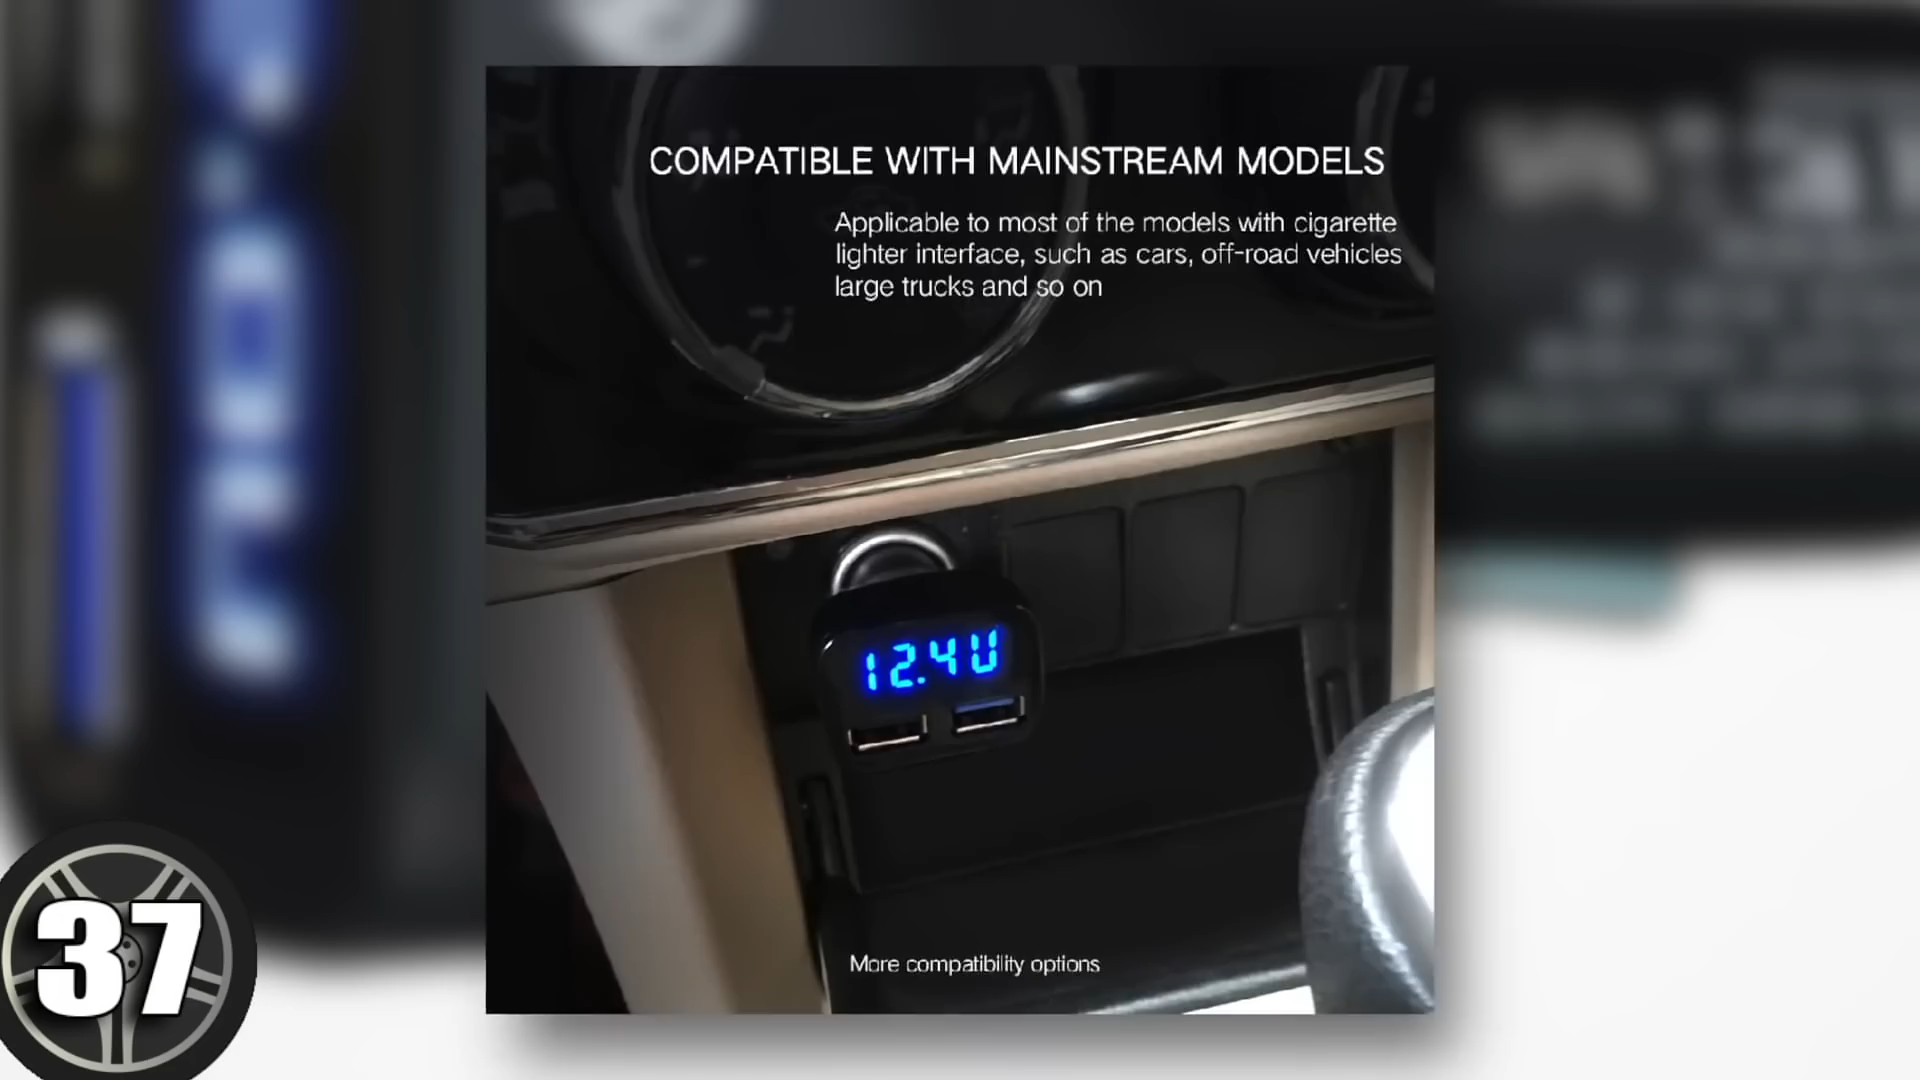 COMPATIBLE WITH MAINSTREAM MODELS
Applicable to most of the models with cigarette
lighter interface, such as cars, off-road vehicles
large trucks and so on
12.4U
More compatibility options
37